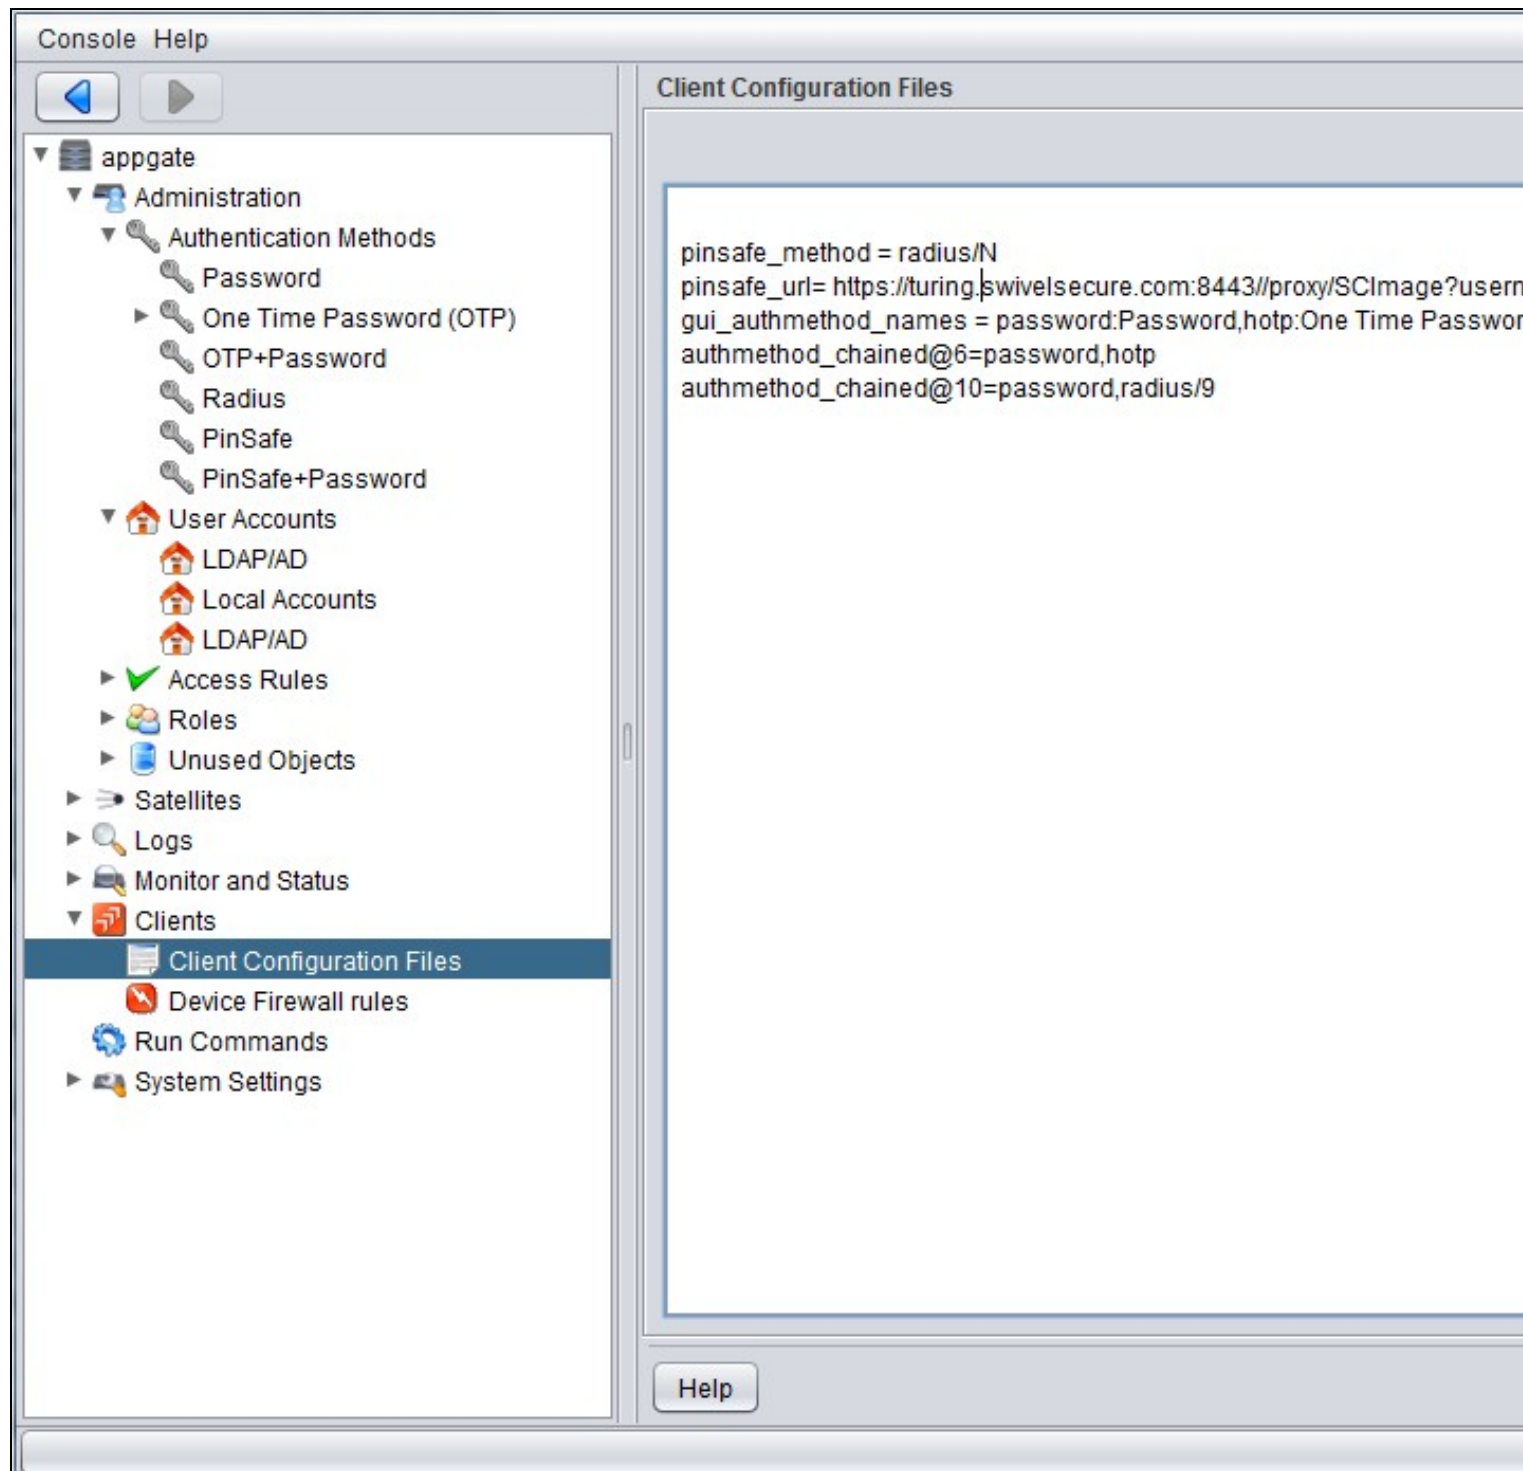 Console Help
Client Configuration Files
appgate
Administration
Authentication Methods
Password
One Time Password (OTP)
OTP+Password
Radius
PinSafe
PinSafe+Password
User Accounts
LDAP/AD
Local Accounts
LDAP/AD
Access Rules
Roles
Unused Objects
Satellites
Logs
Monitor and Status
Clients
Client Configuration Files
Device Firewall rules
Run Commands
System Settings
pinsafe_method = radius/N
pinsafe_url= https://turing.swivelsecure.com:8443//proxy/SCImage?usern
gui_authmethod_names = password:Password,hotp:One Time Passwor
authmethod_chained@6=password,hotp
authmethod_chained@10=password,radius/9
Help